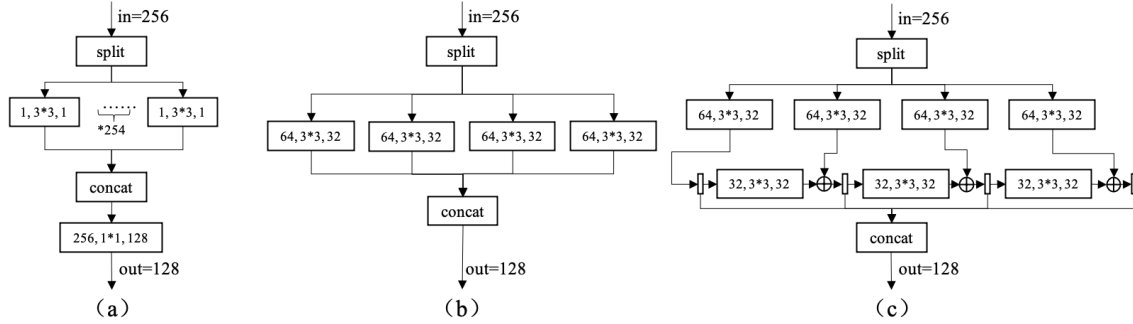 in=256
split
1, 3*3, 1
......
*254
1, 3*3, 1
concat
256, 1*1, 128
out=128
(a)
in=256
split
64, 3*3, 32
64, 3*3, 32
64, 3*3, 32
64, 3*3, 32
concat
out=128
(b)
in=256
split
64, 3*3, 32
64, 3*3, 32
64, 3*3, 32
64, 3*3, 32
32, 3*3, 32
32, 3*3, 32
32, 3*3, 32
concat
out=128
(c)